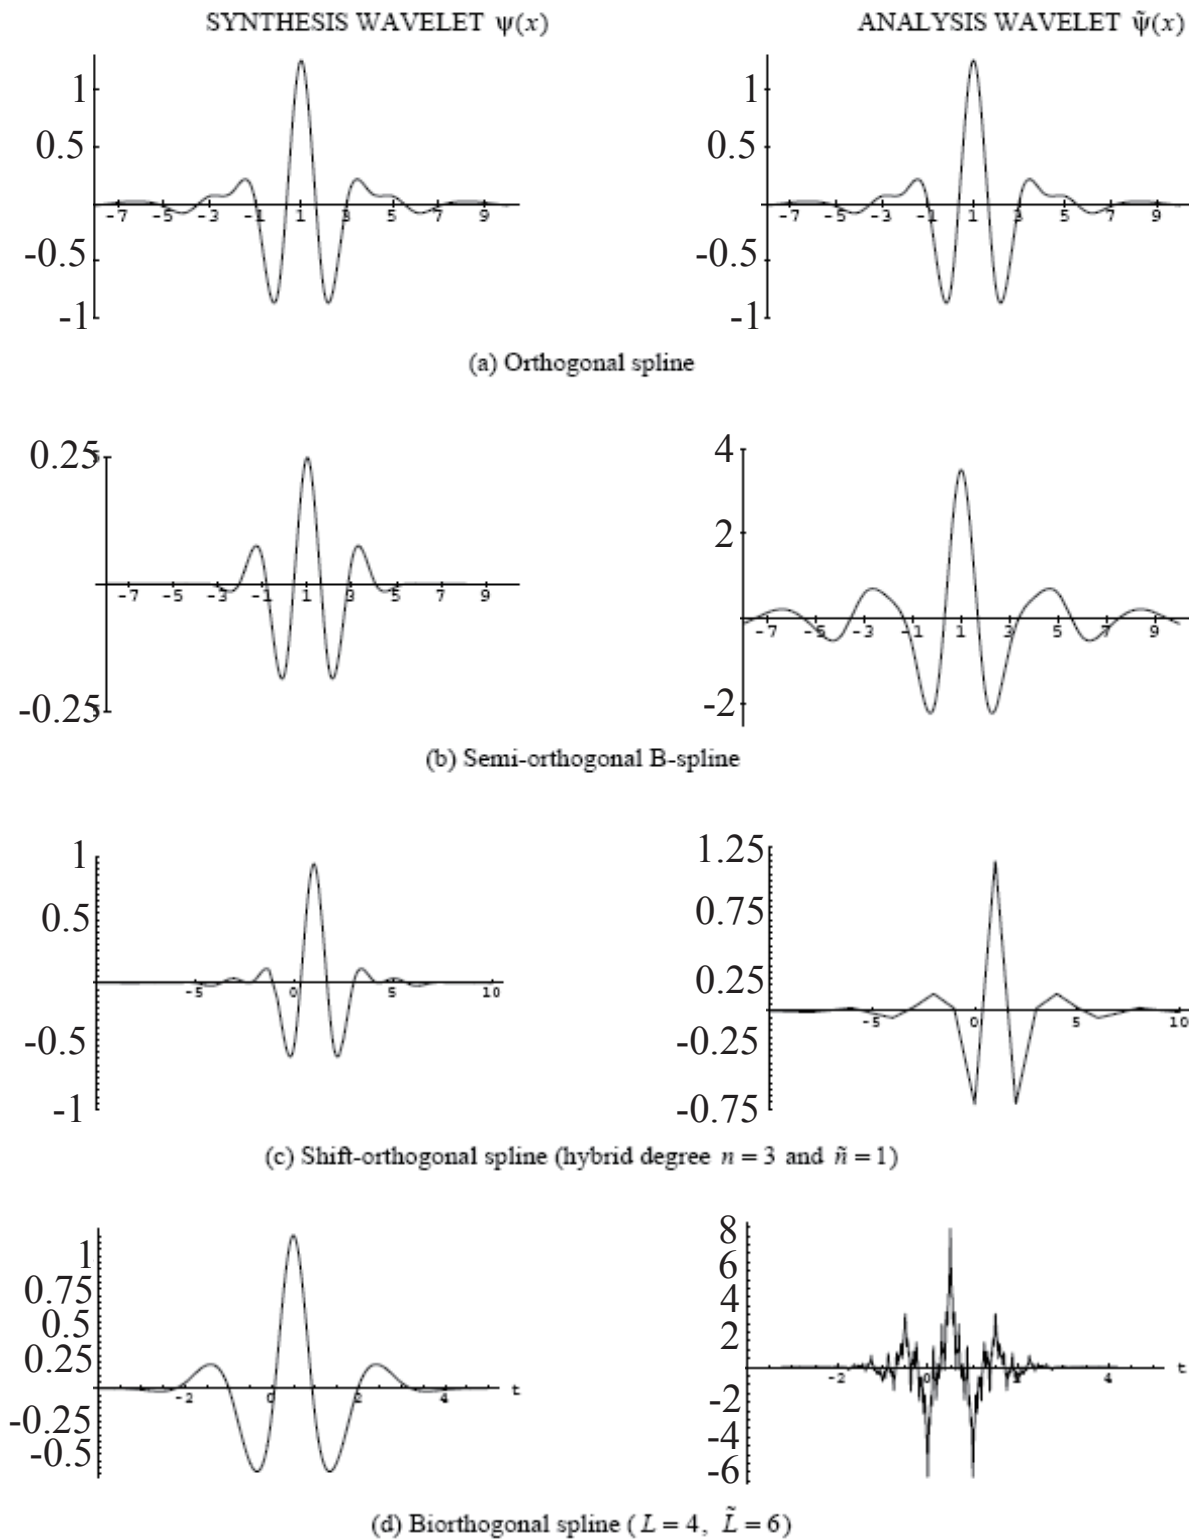 SYNTHESIS WAVELET ψ(x)
ANALYSIS WAVELET ψ̃(x)
1
0.5
-0.5
-1
-7 -5 -3 -1 1 3 5 7 9
1
0.5
-0.5
-1
-7 -5 -3 -1 1 3 5 7 9
(a) Orthogonal spline
0.25
-0.25
-7 -5 -3 -1 1 3 5 7 9
4
2
-2
-7 -5 -3 -1 1 3 5 7 9
(b) Semi-orthogonal B-spline
1
0.5
-0.5
-1
-5 0 5 10
1.25
0.75
0.25
-0.25
-0.75
-5 0 5 10
(c) Shift-orthogonal spline (hybrid degree n = 3 and ñ = 1)
1
0.75
0.5
0.25
-0.25
-0.5
-2 0 2 4 t
8
6
4
2
-2
-4
-6
-2 0 2 4 t
(d) Biorthogonal spline ( L = 4, L̃ = 6)